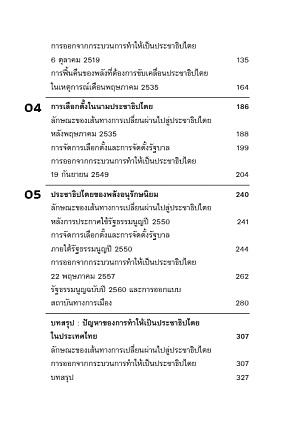 การออกจากกระบวนการทำให้เป็นประชาธิปไตย
6 ตุลาคม 2519 135
การฟื้นคืนของพลังที่ต้องการขับเคลื่อนประชาธิปไตย
ในเหตุการณ์เดือนพฤษภาคม 2535 164
04 การเลือกตั้งในนามประชาธิปไตย 186
ลักษณะของเส้นทางการเปลี่ยนผ่านไปสู่ประชาธิปไตย
หลังพฤษภาคม 2535 188
การจัดการเลือกตั้งและการจัดตั้งรัฐบาล 199
การออกจากกระบวนการทำให้เป็นประชาธิปไตย
19 กันยายน 2549 204
05 ประชาธิปไตยของพลังอนุรักษนิยม 240
ลักษณะของเส้นทางการเปลี่ยนผ่านไปสู่ประชาธิปไตย
หลังการประกาศใช้รัฐธรรมนูญปี 2550 241
การจัดการเลือกตั้งและการจัดตั้งรัฐบาล
ภายใต้รัฐธรรมนูญปี 2550 244
การออกจากกระบวนการทำให้เป็นประชาธิปไตย
22 พฤษภาคม 2557 262
รัฐธรรมนูญฉบับปี 2560 และการออกแบบ
สถาบันทางการเมือง 280
บทสรุป : ปัญหาของการทำให้เป็นประชาธิปไตย
ในประเทศไทย 307
ลักษณะของเส้นทางการเปลี่ยนผ่านไปสู่ประชาธิปไตย
การออกจากกระบวนการทำให้เป็นประชาธิปไตย 307
บทสรุป 327